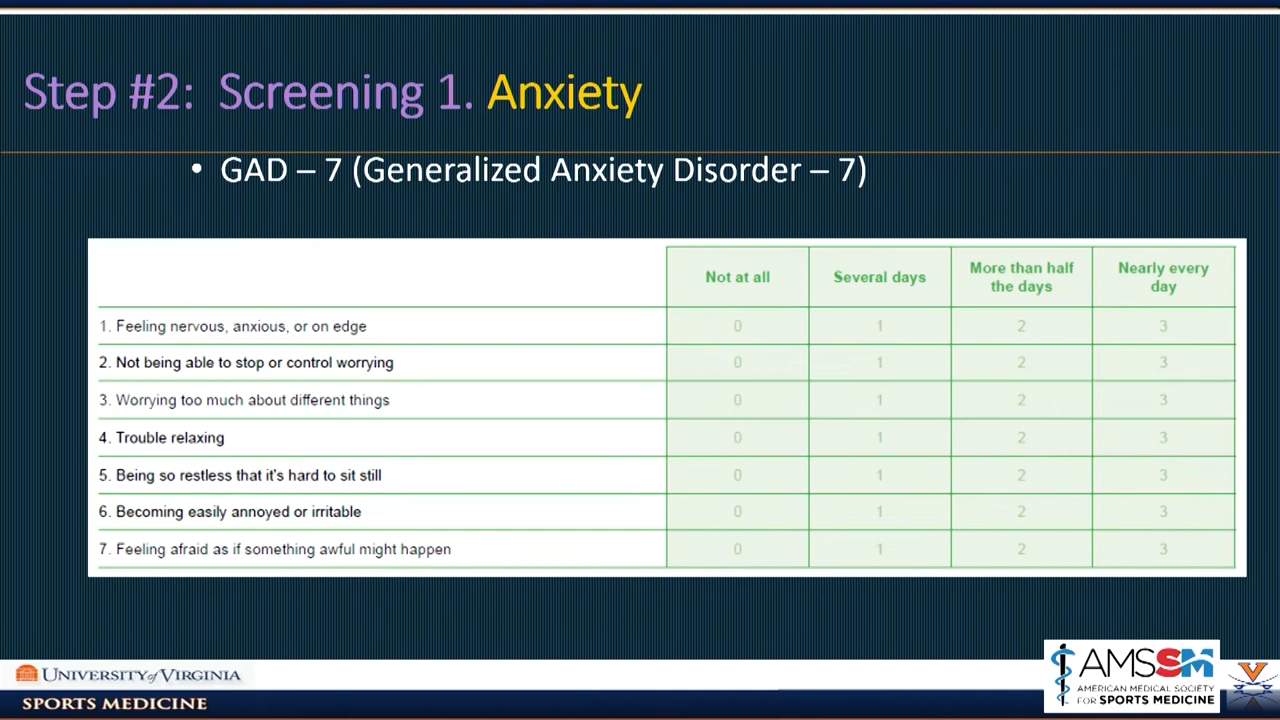 Step #2: Screening 1. Anxiety
• GAD – 7 (Generalized Anxiety Disorder – 7)
Not at all Several days More than half the days Nearly every day
1. Feeling nervous, anxious, or on edge 0 1 2 3
2. Not being able to stop or control worrying 0 1 2 3
3. Worrying too much about different things 0 1 2 3
4. Trouble relaxing 0 1 2 3
5. Being so restless that it's hard to sit still 0 1 2 3
6. Becoming easily annoyed or irritable 0 1 2 3
7. Feeling afraid as if something awful might happen 0 1 2 3
UNIVERSITY of VIRGINIA
SPORTS MEDICINE
AMSSM
AMERICAN MEDICAL SOCIETY
FOR SPORTS MEDICINE